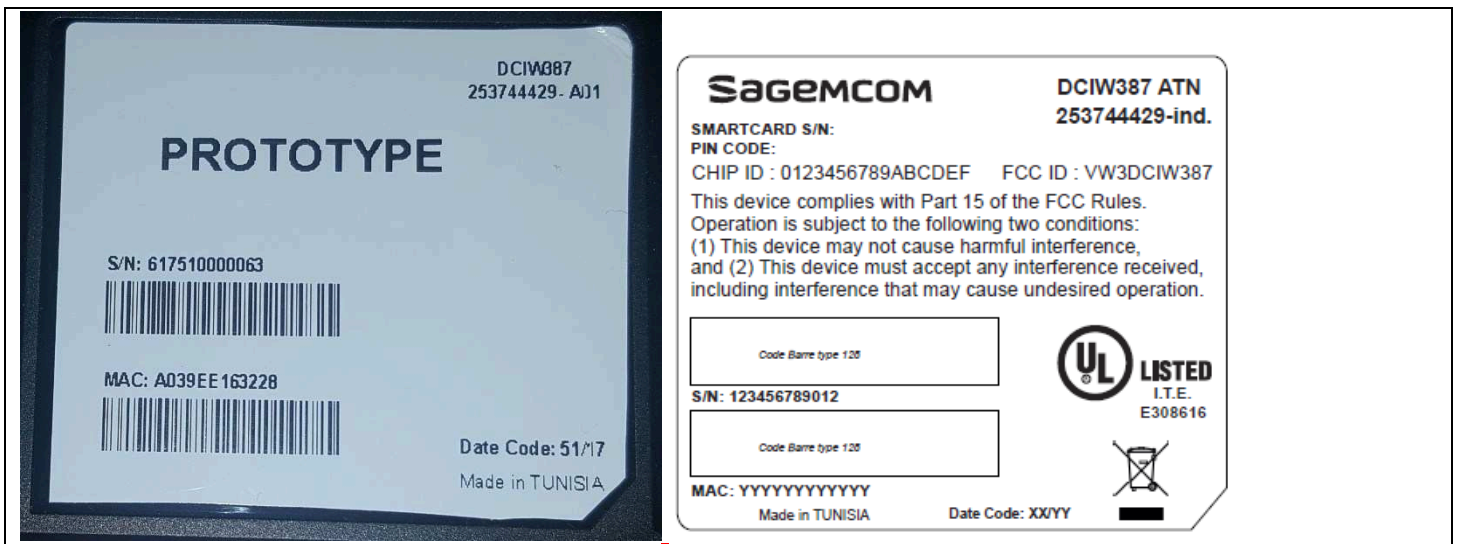 DCIW387
253744429- A01
PROTOTYPE
S/N: 617510000063
MAC: A039EE163228
Date Code: 51/17
Made in TUNISIA
SAGEMCOM
DCIW387 ATN
253744429-ind.
SMARTCARD S/N:
PIN CODE:
CHIP ID : 0123456789ABCDEF FCC ID : VW3DCIW387
This device complies with Part 15 of the FCC Rules.
Operation is subject to the following two conditions:
(1) This device may not cause harmful interference,
and (2) This device must accept any interference received,
including interference that may cause undesired operation.
Code Barre type 128
S/N: 123456789012
Code Barre type 128
MAC: YYYYYYYYYYYY
Made in TUNISIA Date Code: XX/YY
UL LISTED
I.T.E.
E308616